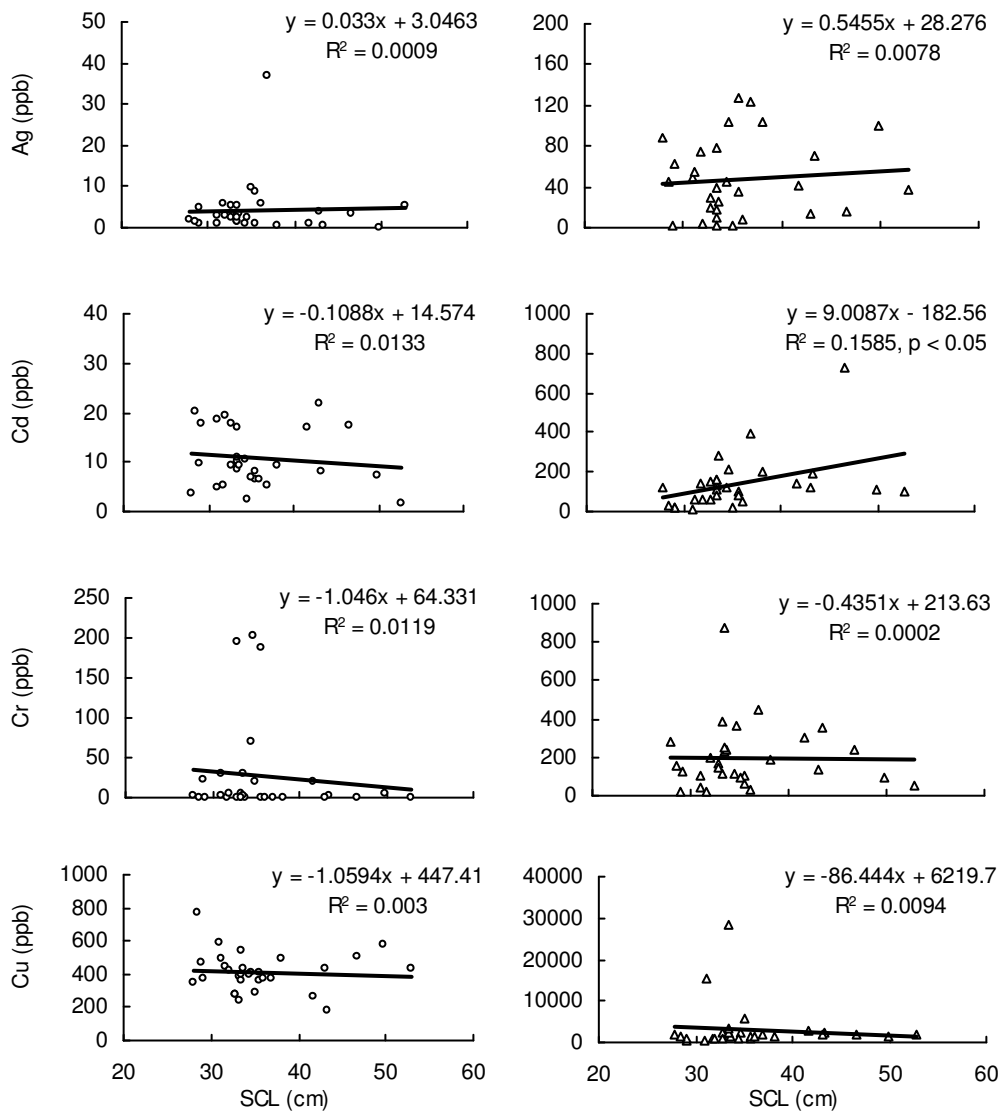 y = 0.033x + 3.0463
R² = 0.0009
50
40
30
20
10
0
Ag (ppb)
y = 0.5455x + 28.276
R² = 0.0078
200
160
120
80
40
0
y = -0.1088x + 14.574
R² = 0.0133
40
30
20
10
0
Cd (ppb)
y = 9.0087x - 182.56
R² = 0.1585, p < 0.05
1000
800
600
400
200
0
y = -1.046x + 64.331
R² = 0.0119
250
200
150
100
50
0
Cr (ppb)
y = -0.4351x + 213.63
R² = 0.0002
1000
800
600
400
200
0
y = -1.0594x + 447.41
R² = 0.003
1000
800
600
400
200
0
Cu (ppb)
20 30 40 50 60
SCL (cm)
y = -86.444x + 6219.7
R² = 0.0094
40000
30000
20000
10000
0
20 30 40 50 60
SCL (cm)